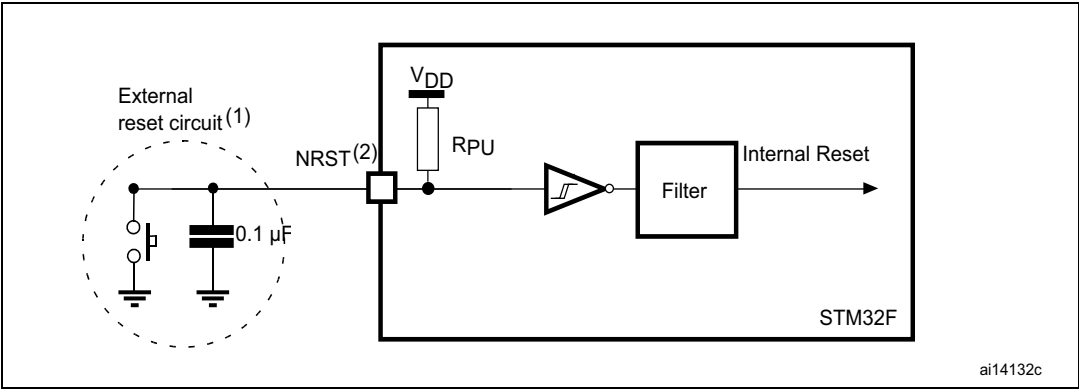 External
reset circuit(1)
VDD
RPU
NRST(2)
Internal Reset
Filter
0.1 µF
STM32F
ai14132c